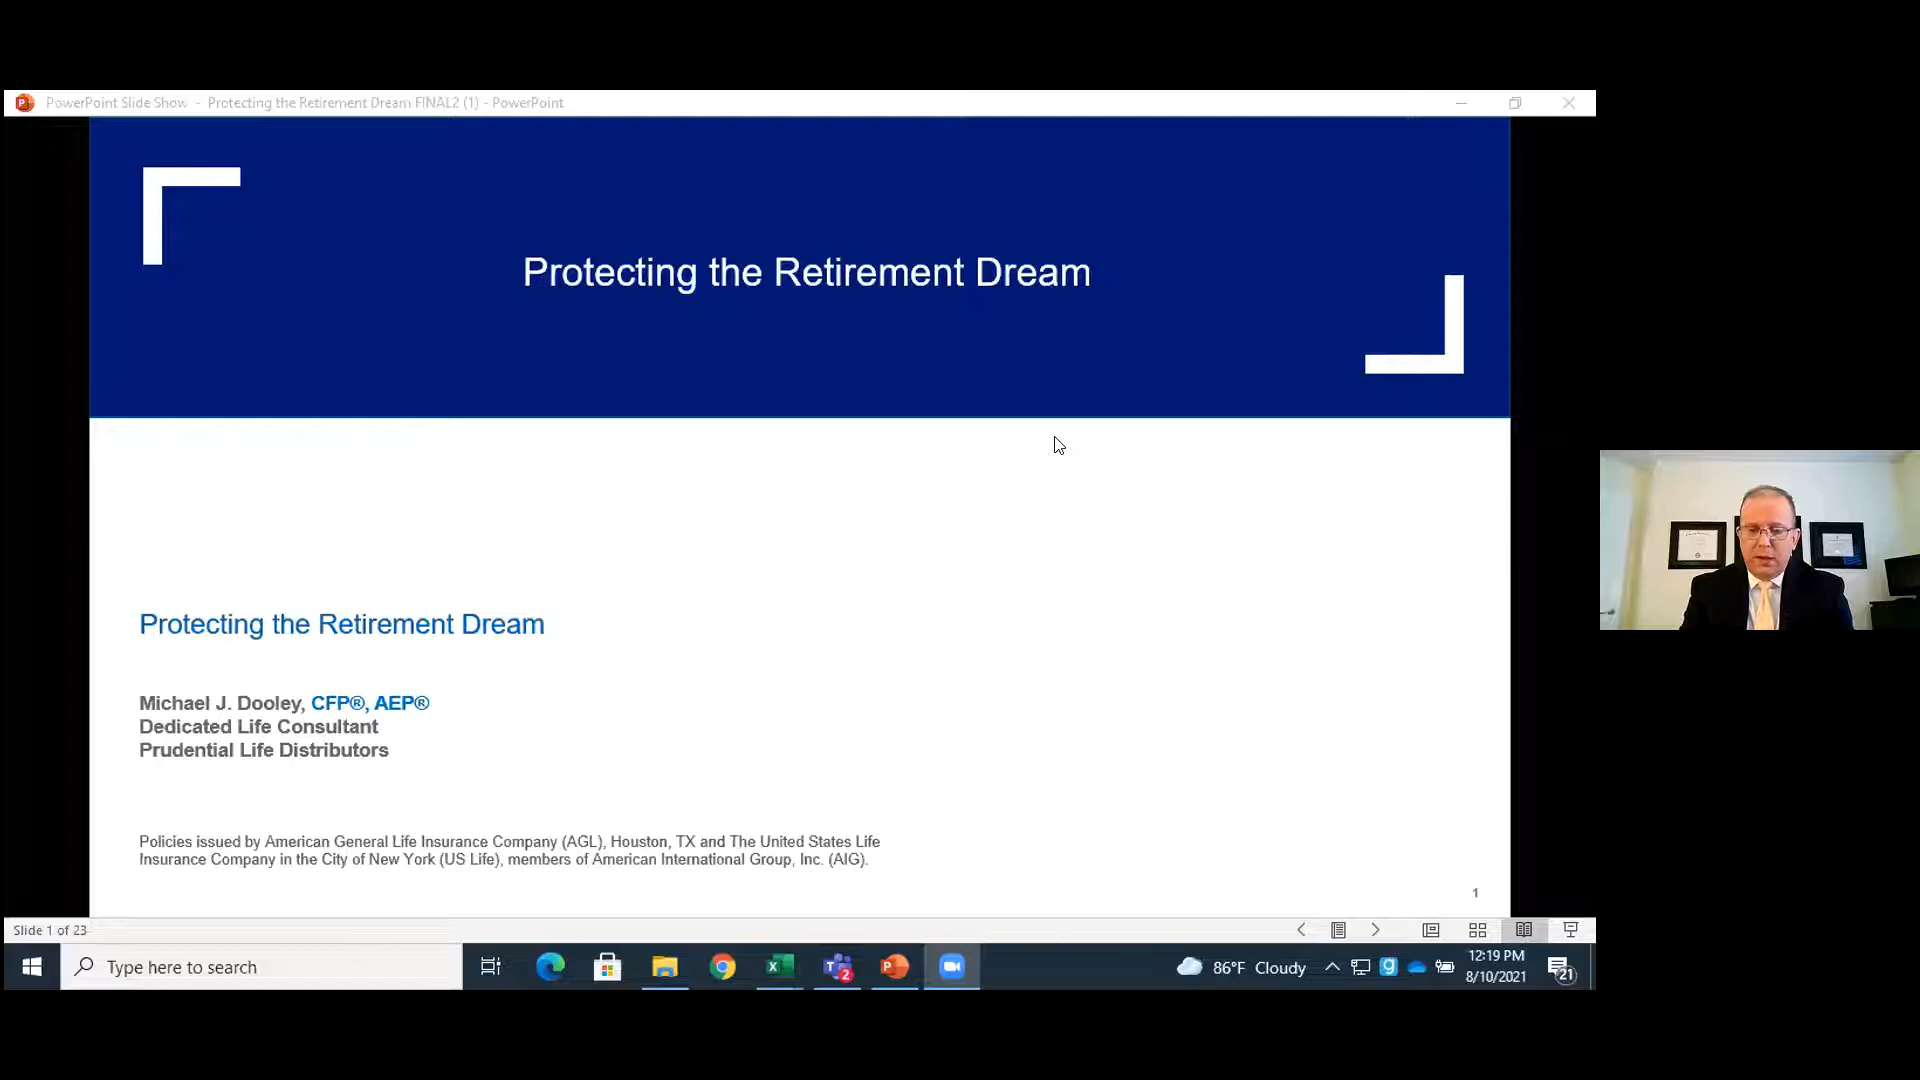 PowerPoint Slide Show - Protecting the Retirement Dream FINAL2 (1) - PowerPoint
Protecting the Retirement Dream
Protecting the Retirement Dream
Michael J. Dooley, CFP®, AEP®
Dedicated Life Consultant
Prudential Life Distributors
Policies issued by American General Life Insurance Company (AGL), Houston, TX and The United States Life
Insurance Company in the City of New York (US Life), members of American International Group, Inc. (AIG).
1
Slide 1 of 23
Type here to search
2
86°F Cloudy
12:19 PM
8/10/2021
21